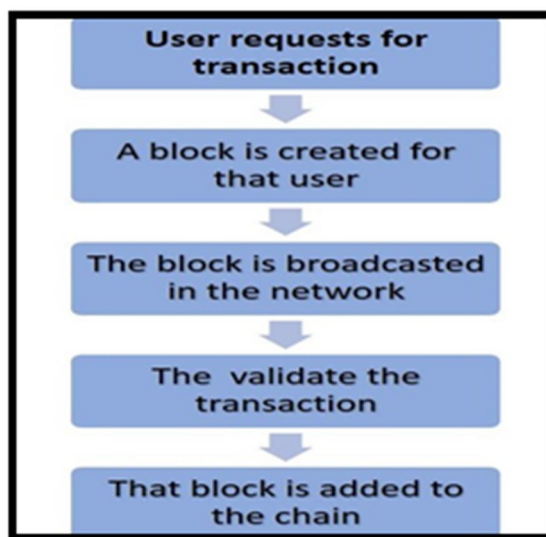 User requests for
transaction
A block is created for
that user
The block is broadcasted
in the network
The validate the
transaction
That block is added to
the chain